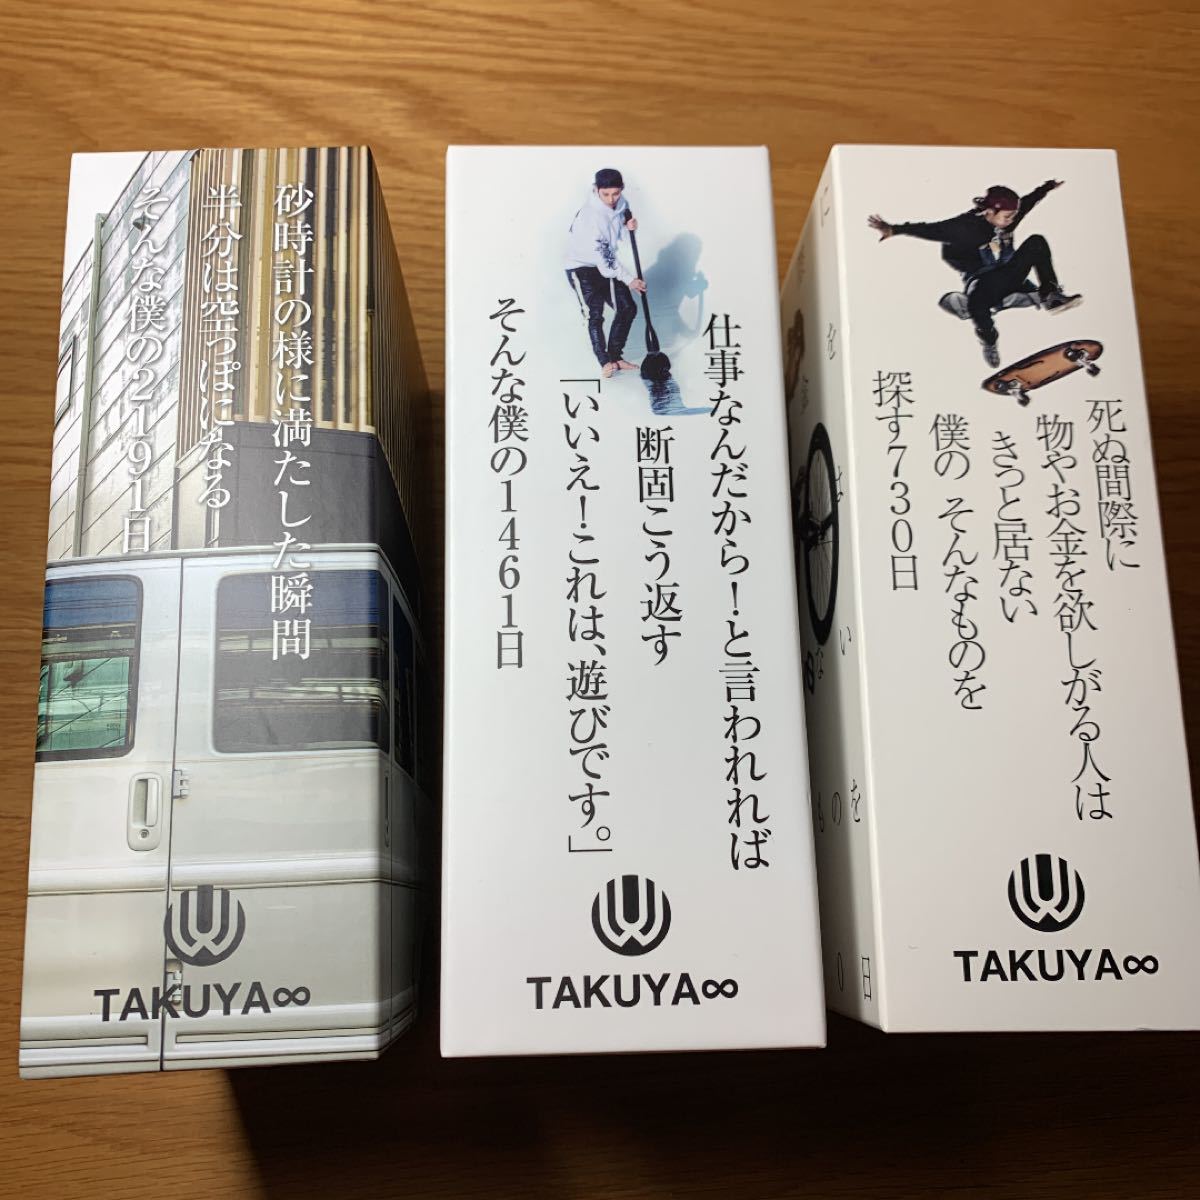 砂時計の様に満たした瞬間
半分は空っぽになる
そんな僕の2191日
TAKUYA∞
仕事なんだから！と言われれば
断固こう返す
「いいえ！これは、遊びです。」
そんな僕の1461日
TAKUYA∞
死ぬ間際に
物やお金を欲しがる人は
きっと居ない
僕の そんなものを
探す730日
TAKUYA∞